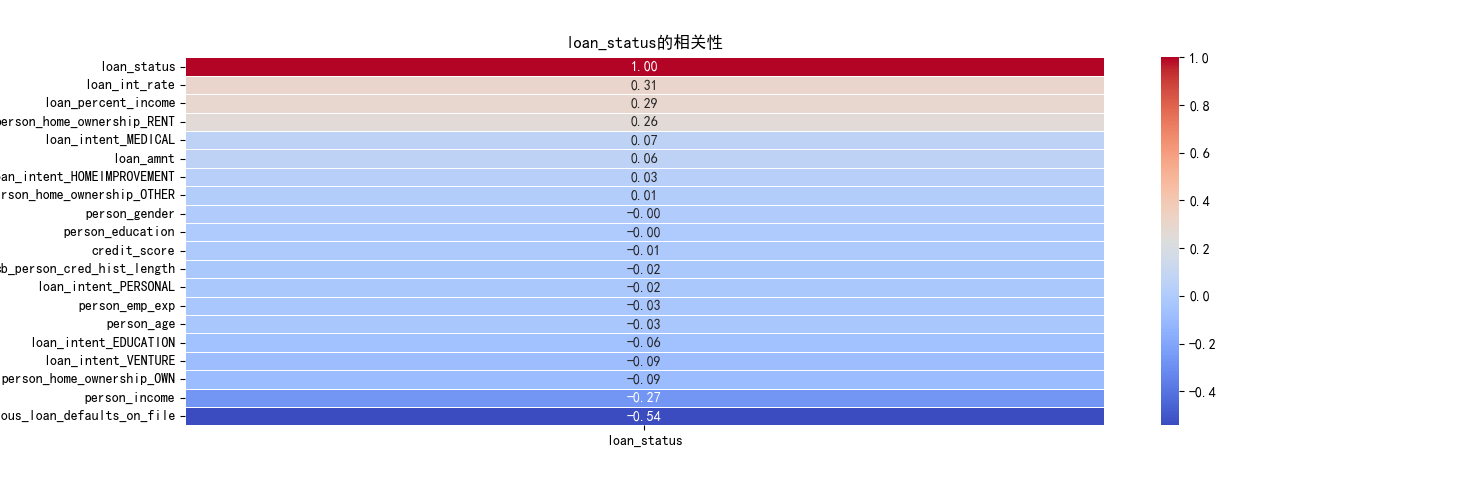 loan_status的相关性
loan_status 1.00
loan_int_rate 0.31
loan_percent_income 0.29
erson_home_ownership_RENT 0.26
loan_intent_MEDICAL 0.07
loan_amnt 0.06
an_intent_HOMEIMPROVEMENT 0.03
rson_home_ownership_OTHER 0.01
person_gender -0.00
person_education -0.00
credit_score -0.01
b_person_cred_hist_length -0.02
loan_intent_PERSONAL -0.02
person_emp_exp -0.03
person_age -0.03
loan_intent_EDUCATION -0.06
loan_intent_VENTURE -0.09
person_home_ownership_OWN -0.09
person_income -0.27
ous_loan_defaults_on_file -0.54
loan_status
1.0
0.8
0.6
0.4
0.2
0.0
-0.2
-0.4